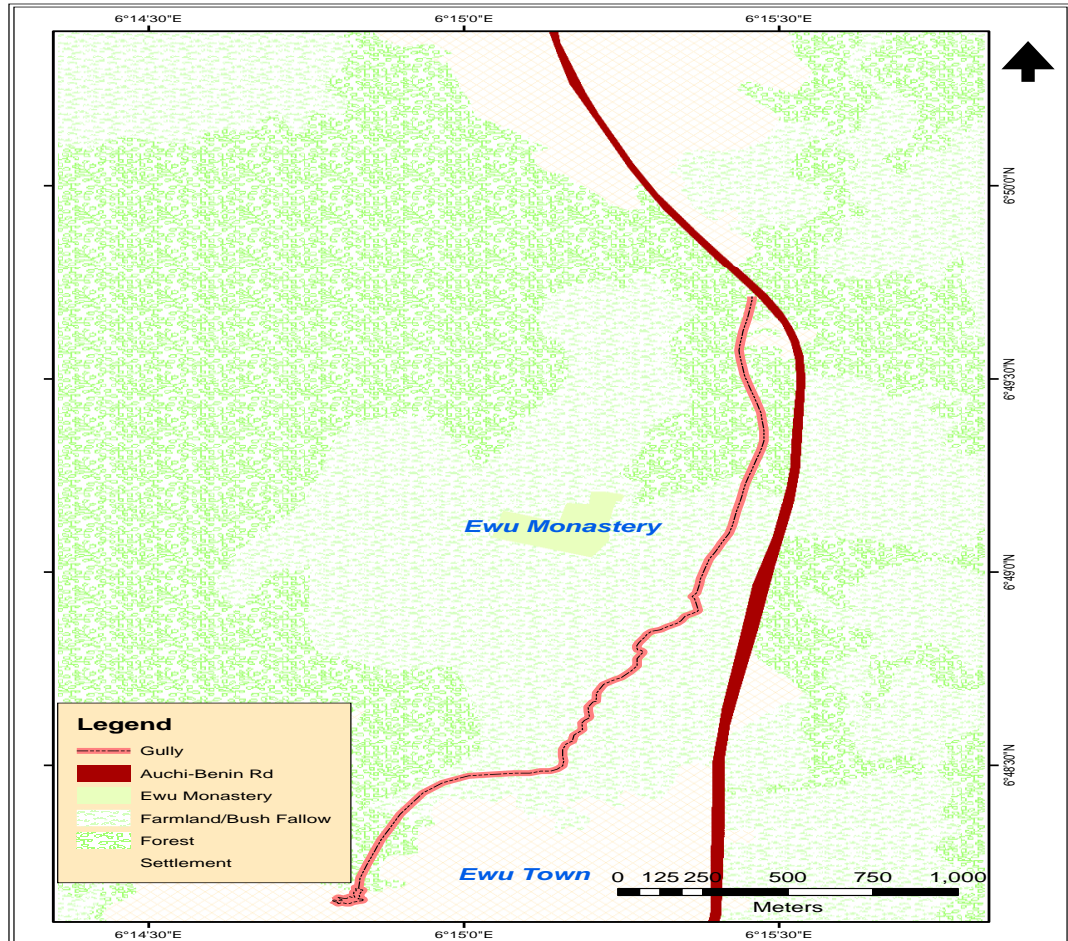 6°14'30"E 6°15'0"E 6°15'30"E
6°50'0"N
6°49'30"N
Ewu Monastery
6°49'0"N
6°48'30"N
Legend
Gully
Auchi-Benin Rd
Ewu Monastery
Farmland/Bush Fallow
Forest
Settlement
Ewu Town
0 125 250 500 750 1,000
Meters
6°14'30"E 6°15'0"E 6°15'30"E